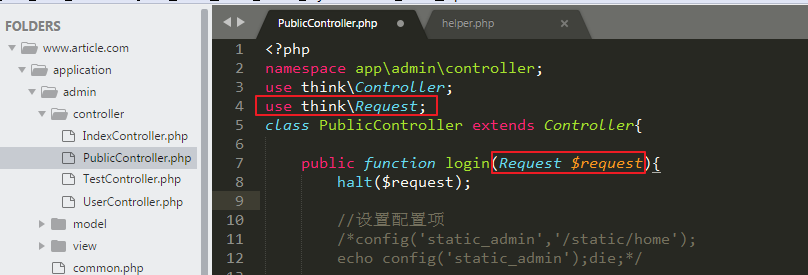 FOLDERS
www.article.com
application
admin
controller
IndexController.php
PublicController.php
TestController.php
UserController.php
model
view
common.php
PublicController.php
helper.php
1 <?php
2 namespace app\admin\controller;
3 use think\Controller;
4 use think\Request;
5 class PublicController extends Controller{
6
7 public function login(Request $request){
8 halt($request);
9
10 //设置配置项
11 /*config('static_admin','/static/home');
12 echo config('static_admin');die;*/